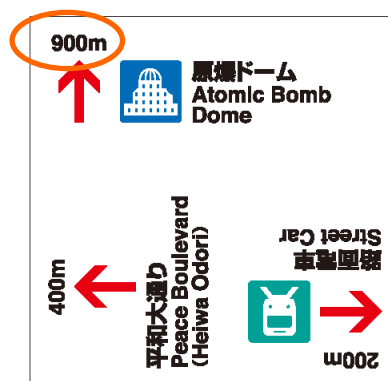 900m
原爆ドーム
Atomic Bomb
Dome
400m
平和大通り
Peace Boulevard
(Heiwa Odori)
路面電車
Street Car
200m